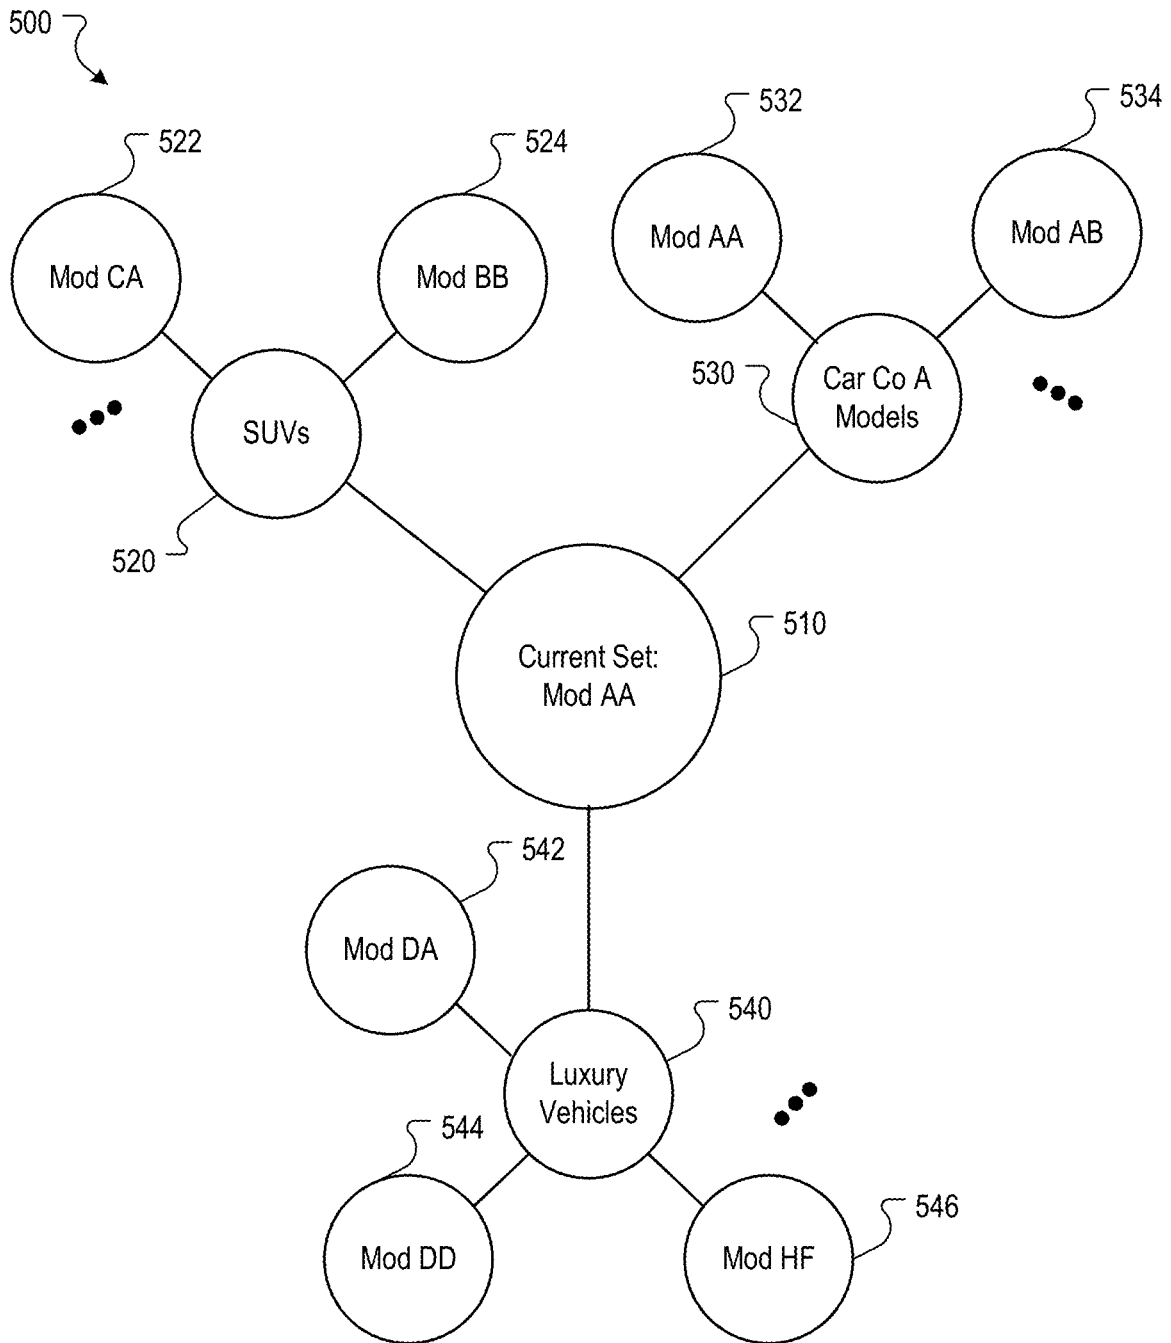 500
532
534
522
524
Mod AA
Mod AB
Mod CA
Mod BB
530
Car Co A
Models
SUVs
520
510
Current Set:
Mod AA
542
Mod DA
540
Luxury
Vehicles
544
546
Mod DD
Mod HF